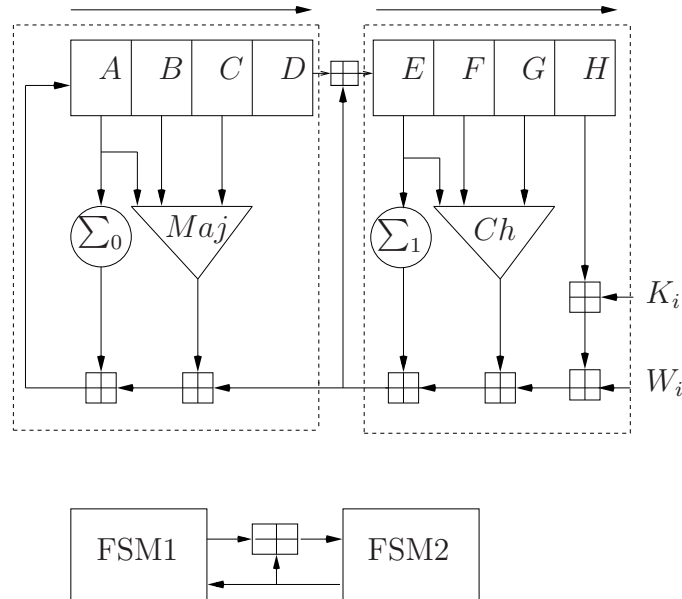 A B C D E F G H
∑₀ Maj ∑₁ Ch
Kᵢ
Wᵢ
FSM1 FSM2